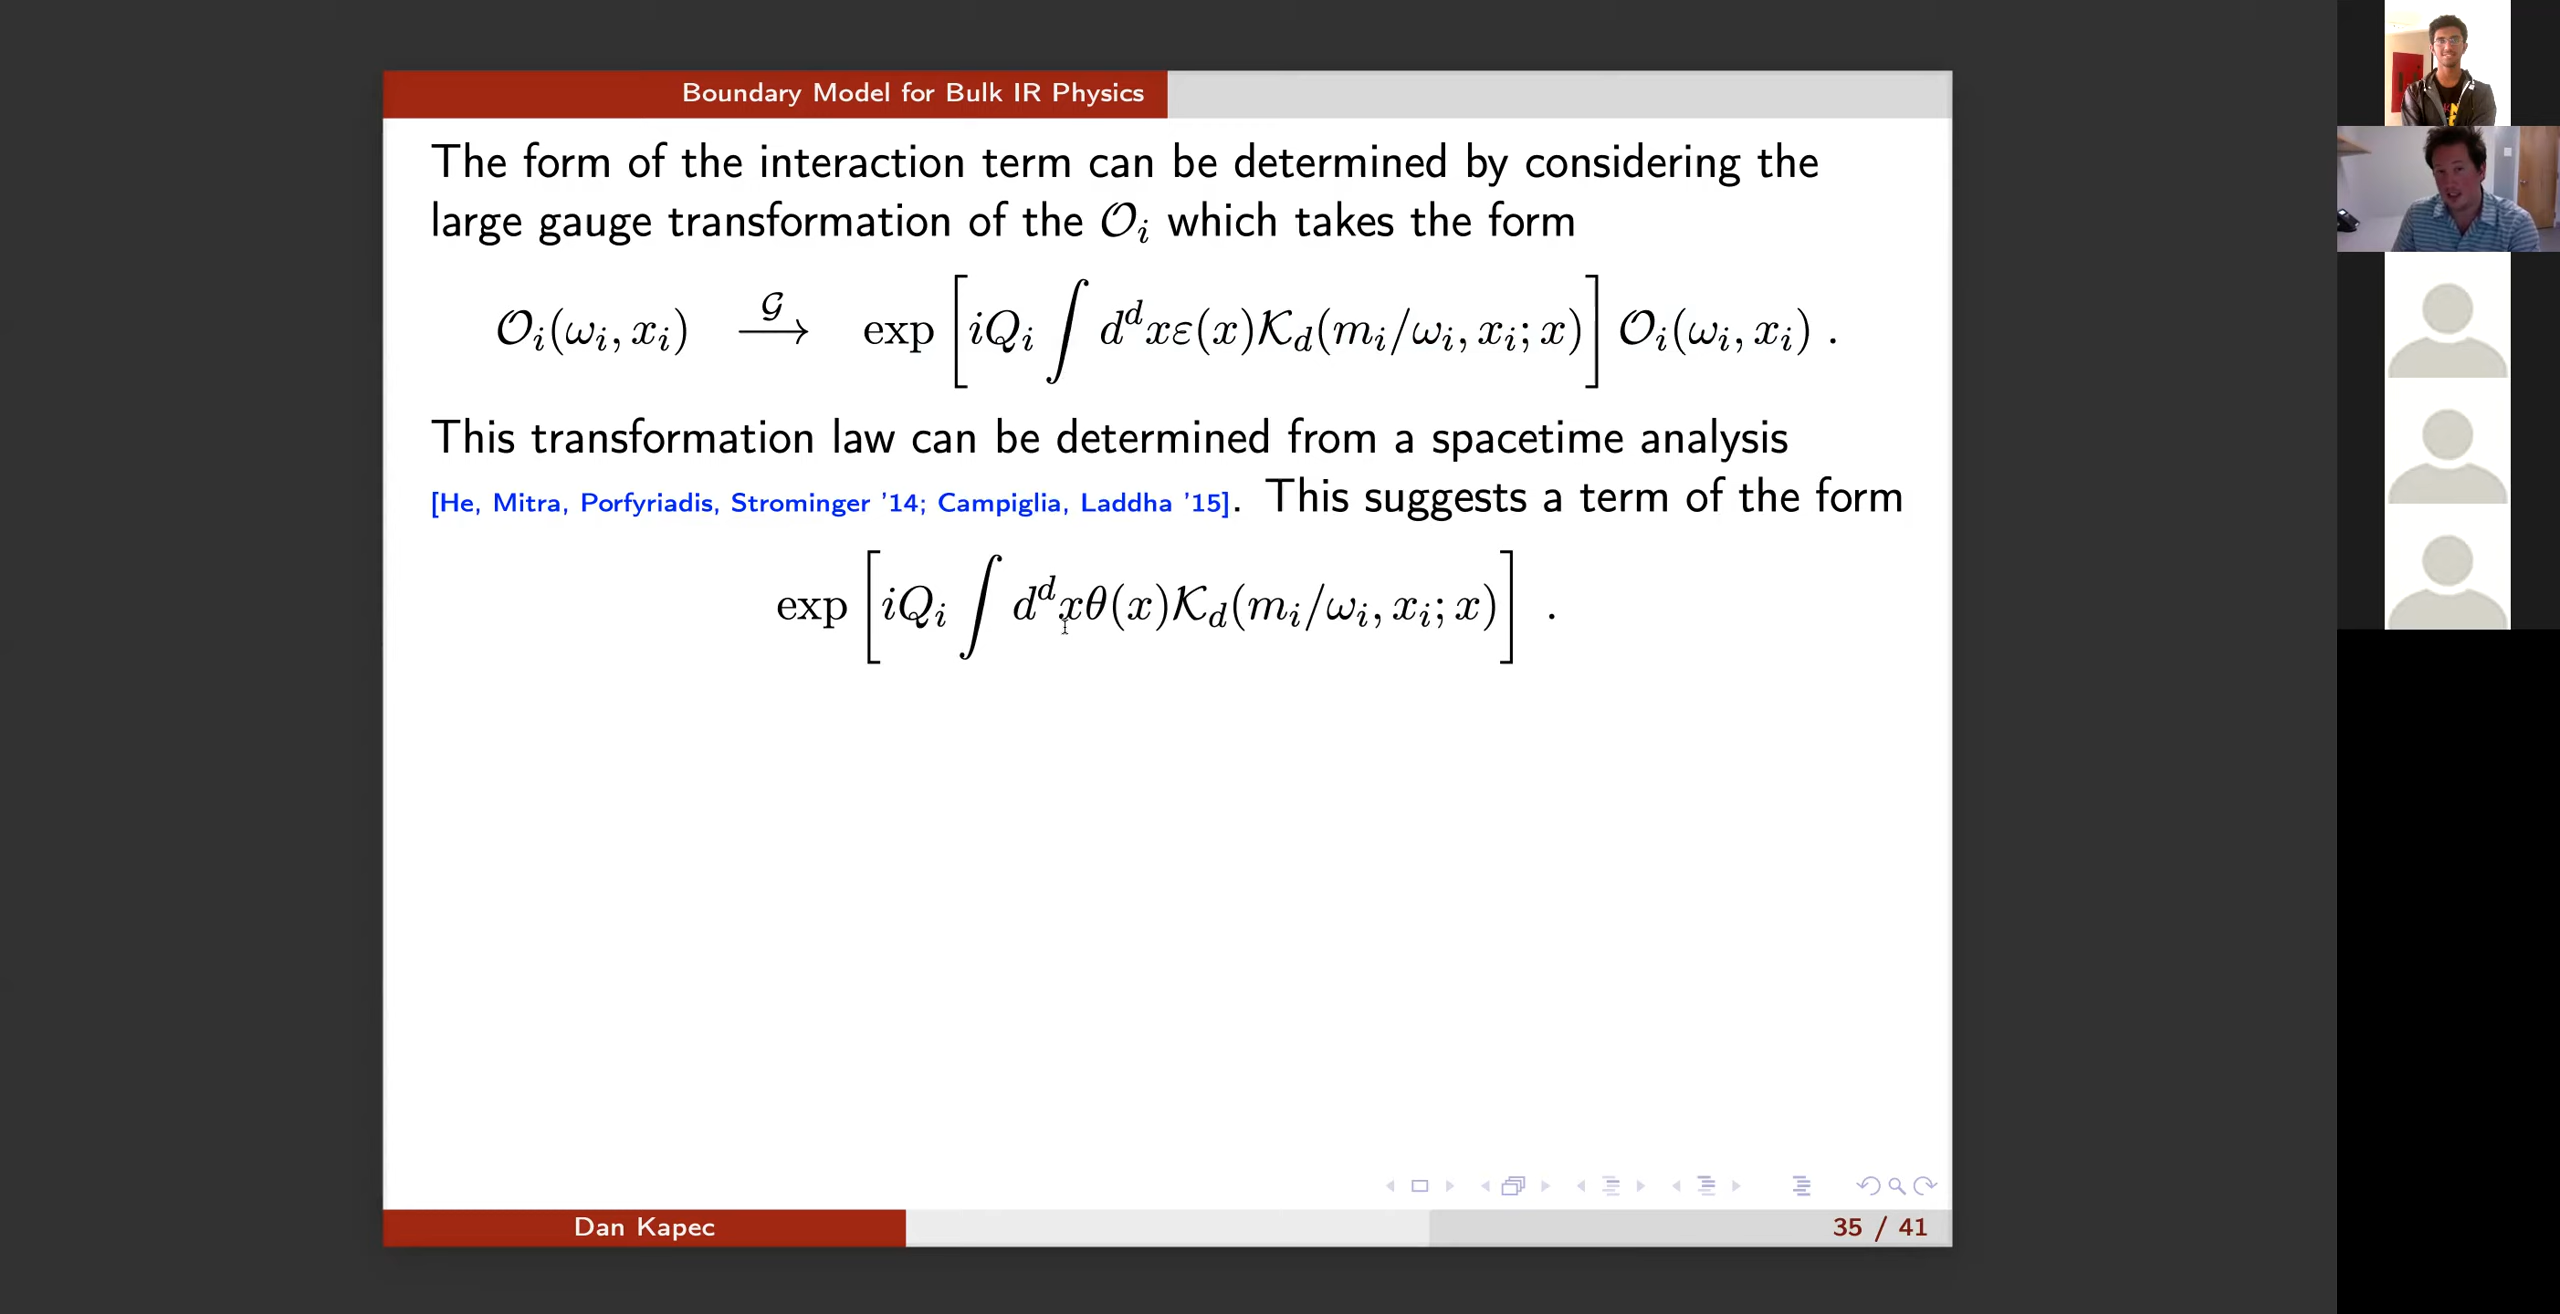 Boundary Model for Bulk IR Physics
The form of the interaction term can be determined by considering the
large gauge transformation of the 𝒪ᵢ which takes the form
𝒪ᵢ(ωᵢ, xᵢ) —𝒢→ exp [ iQᵢ ∫ dᵈxε(x)𝒦_d(mᵢ/ωᵢ, xᵢ; x) ] 𝒪ᵢ(ωᵢ, xᵢ) .
This transformation law can be determined from a spacetime analysis
[He, Mitra, Porfyriadis, Strominger '14; Campiglia, Laddha '15]. This suggests a term of the form
exp [ iQᵢ ∫ dᵈxθ(x)𝒦_d(mᵢ/ωᵢ, xᵢ; x) ] .
Dan Kapec
35 / 41